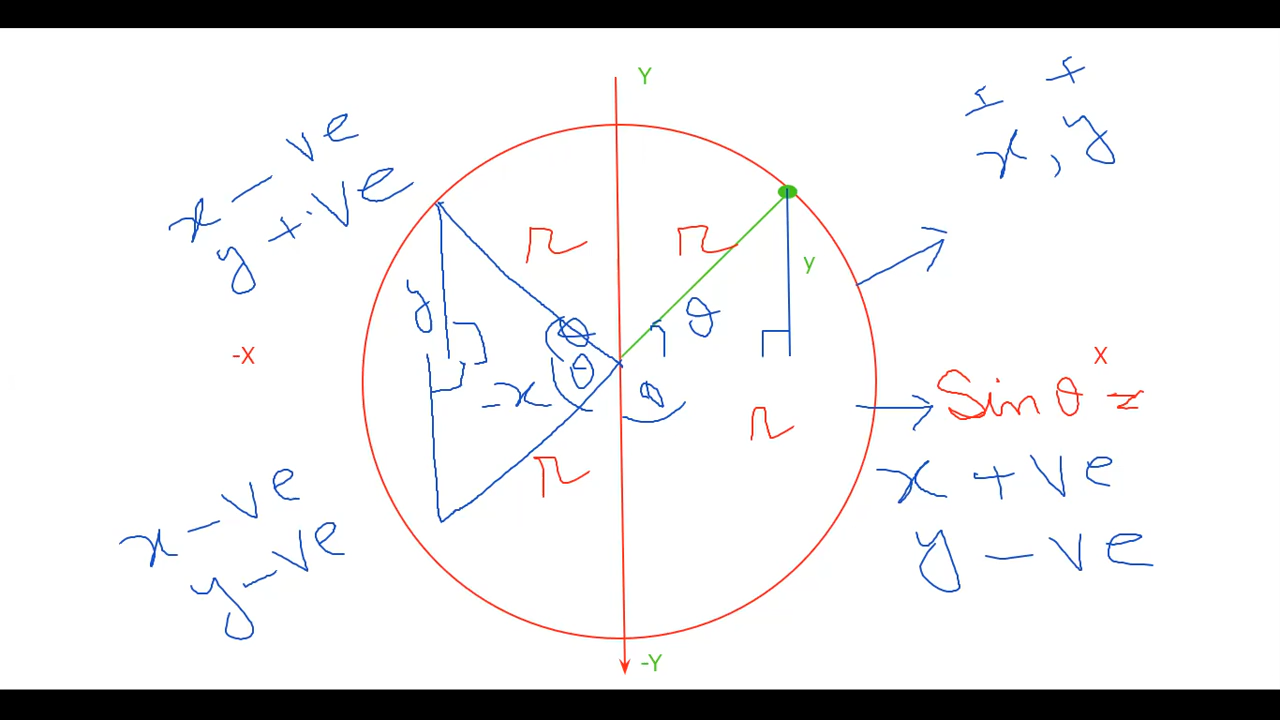 Y
+ +
x, y
x - ve
y + ve
r r
y
θ
y
θ
-X
X
θ
-x
θ
Sin θ =
r
r
x + ve
x - ve
y - ve
y - ve
-Y